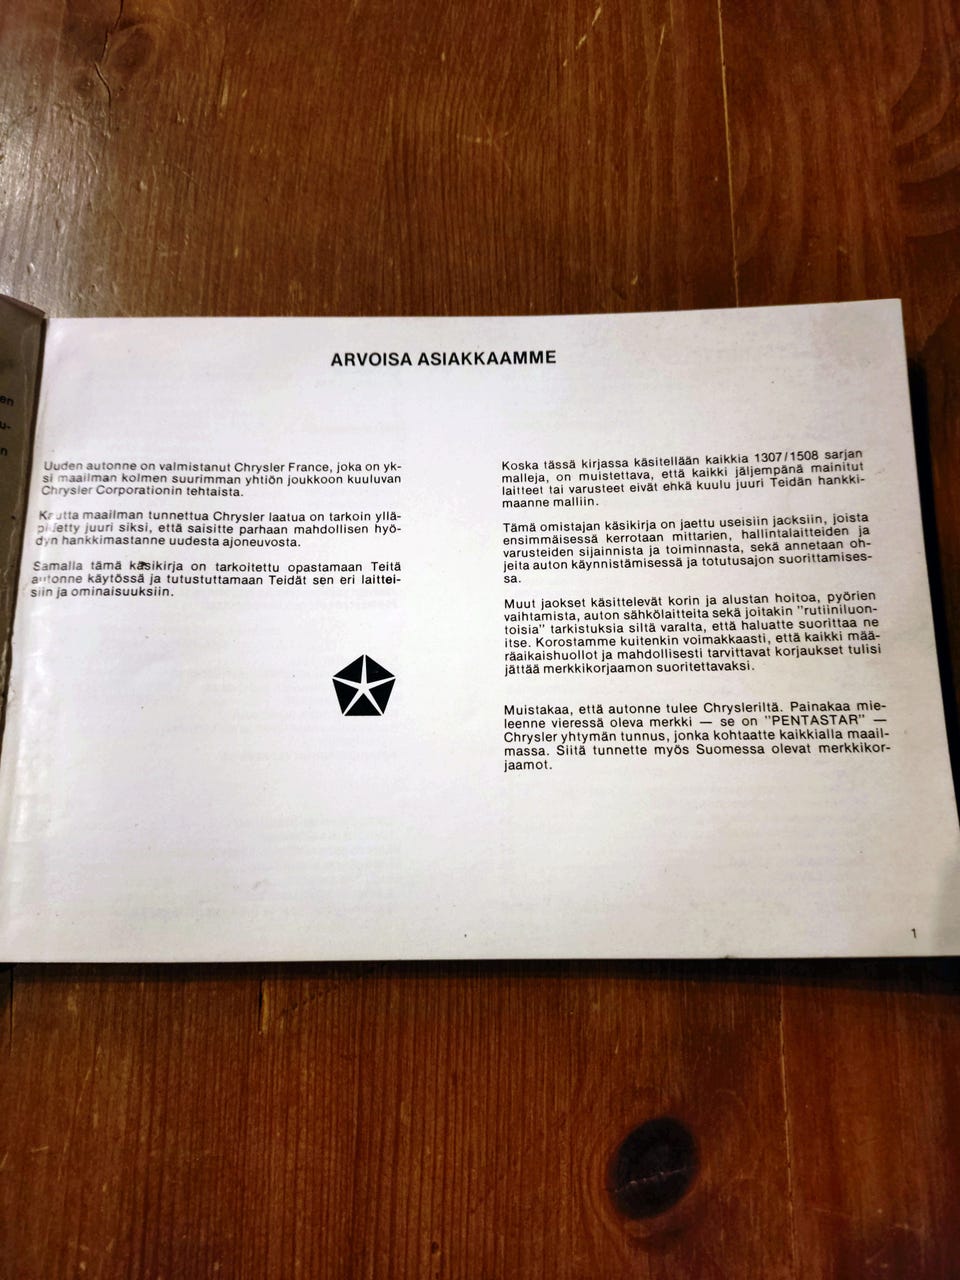 en
u-
n
ARVOISA ASIAKKAAMME
Uuden autonne on valmistanut Chrysler France, joka on yk-
si maailman kolmen suurimman yhtiön joukkoon kuuluvan
Chrysler Corporationin tehtaista.
Kautta maailman tunnettua Chrysler laatua on tarkoin yllä-
pidetty juuri siksi, että saisitte parhaan mahdollisen hyö-
dyn hankkimastanne uudesta ajoneuvosta.
Samalla tämä käsikirja on tarkoitettu opastamaan Teitä
autonne käytössä ja tutustuttamaan Teidät sen eri laittei-
siin ja ominaisuuksiin.
Koska tässä kirjassa käsitellään kaikkia 1307/1508 sarjan
malleja, on muistettava, että kaikki jäljempänä mainitut
laitteet tai varusteet eivät ehkä kuulu juuri Teidän hankki-
maanne malliin.
Tämä omistajan käsikirja on jaettu useisiin jaoksiin, joista
ensimmäisessä kerrotaan mittarien, hallintalaitteiden ja
varusteiden sijainnista ja toiminnasta, sekä annetaan oh-
jeita auton käynnistämisessä ja totutusajon suorittamises-
sa.
Muut jaokset käsittelevät korin ja alustan hoitoa, pyörien
vaihtamista, auton sähkölaitteita sekä joitakin "rutiiniluon-
toisia" tarkistuksia siltä varalta, että haluatte suorittaa ne
itse. Korostamme kuitenkin voimakkaasti, että kaikki mää-
räaikaishuollot ja mahdollisesti tarvittavat korjaukset tulisi
jättää merkkikorjaamon suoritettavaksi.
Muistakaa, että autonne tulee Chrysleriltä. Painakaa mie-
leenne vieressä oleva merkki — se on "PENTASTAR" —
Chrysler yhtymän tunnus, jonka kohtaatte kaikkialla maail-
massa. Siitä tunnette myös Suomessa olevat merkkikor-
jaamot.
1